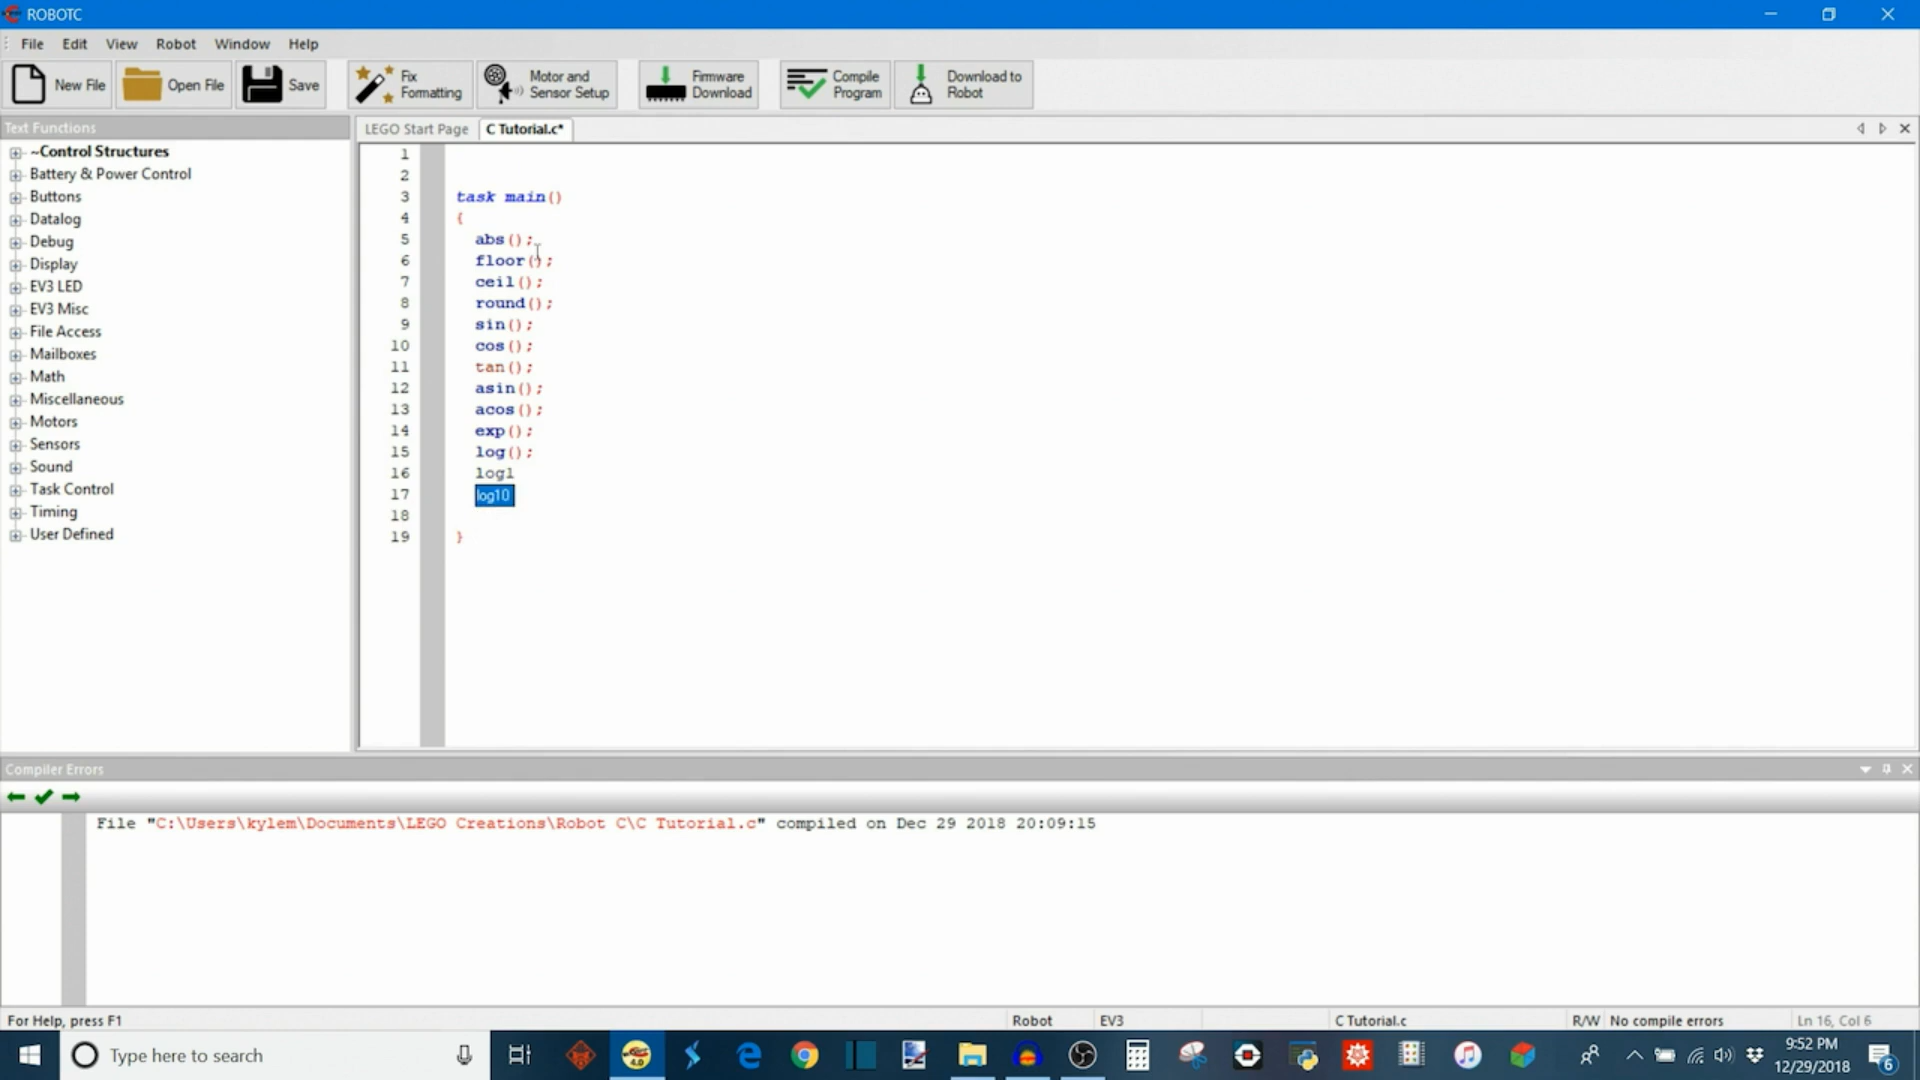 ROBOTC
File Edit View Robot Window Help
New File Open File Save Fix Formatting Motor and Sensor Setup Firmware Download Compile Program Download to Robot
Text Functions
~Control Structures
Battery & Power Control
Buttons
Datalog
Debug
Display
EV3 LED
EV3 Misc
File Access
Mailboxes
Math
Miscellaneous
Motors
Sensors
Sound
Task Control
Timing
User Defined
LEGO Start Page C Tutorial.c*
1
2
3 task main()
4 {
5 abs();
6 floor();
7 ceil();
8 round();
9 sin();
10 cos();
11 tan();
12 asin();
13 acos();
14 exp();
15 log();
16 log1
17 log10
18
19 }
Compiler Errors
File "C:\Users\kylem\Documents\LEGO Creations\Robot C\C Tutorial.c" compiled on Dec 29 2018 20:09:15
For Help, press F1 Robot EV3 C Tutorial.c R/W No compile errors Ln 16, Col 6
Type here to search
4.0
9:52 PM
12/29/2018
6